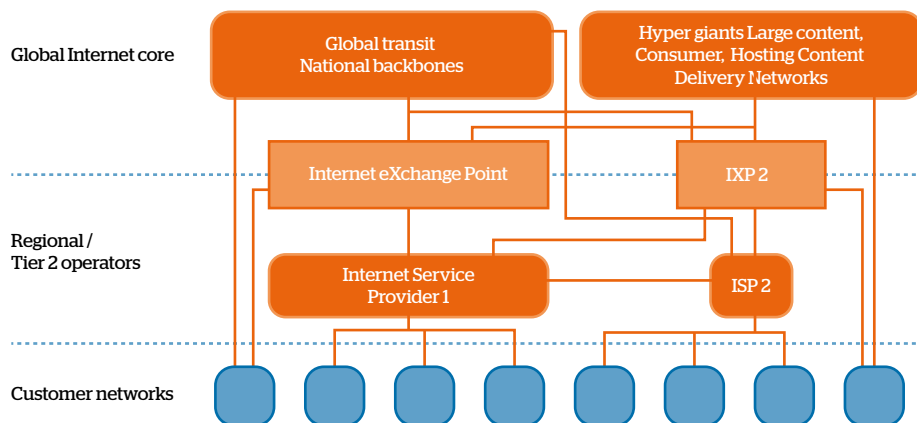 Global Internet core
Global transit
National backbones
Hyper giants Large content,
Consumer, Hosting Content
Delivery Networks
Internet eXchange Point
IXP 2
Regional /
Tier 2 operators
Internet Service
Provider 1
ISP 2
Customer networks